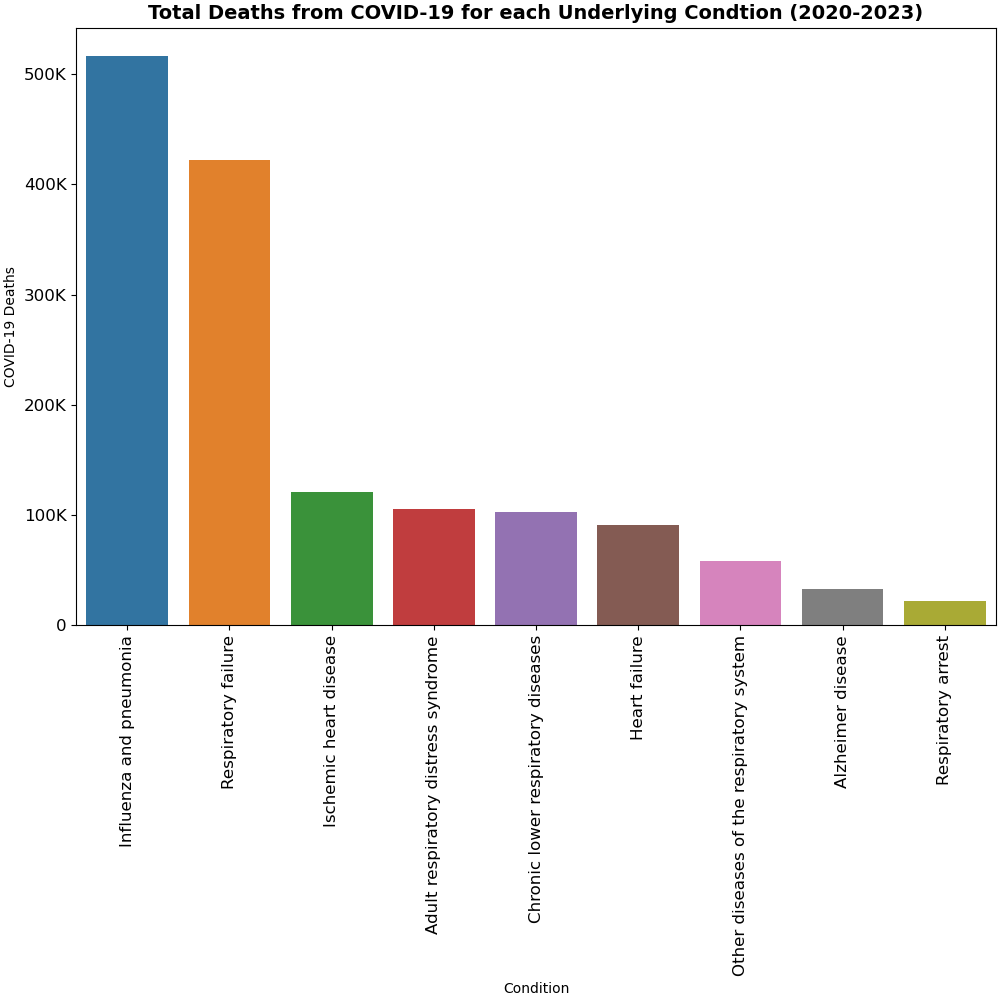 Total Deaths from COVID-19 for each Underlying Condtion (2020-2023)
COVID-19 Deaths
500K
400K
300K
200K
100K
0
Influenza and pneumonia
Respiratory failure
Ischemic heart disease
Adult respiratory distress syndrome
Chronic lower respiratory diseases
Heart failure
Other diseases of the respiratory system
Alzheimer disease
Respiratory arrest
Condition